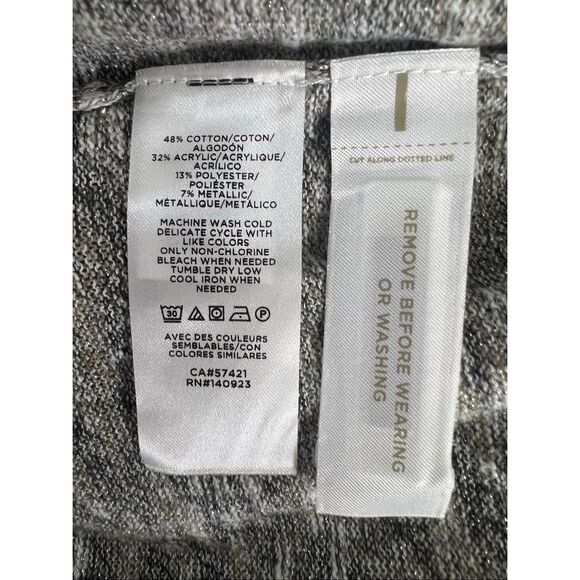 48% COTTON/COTON/
ALGODÓN
32% ACRYLIC/ACRYLIQUE/
ACRÍLICO
13% POLYESTER/
POLIÉSTER
7% METALLIC/
MÉTALLIQUE/METÁLICO
MACHINE WASH COLD
DELICATE CYCLE WITH
LIKE COLORS
ONLY NON-CHLORINE
BLEACH WHEN NEEDED
TUMBLE DRY LOW
COOL IRON WHEN
NEEDED
30 P
AVEC DES COULEURS
SEMBLABLES/CON
COLORES SIMILARES
CA#57421
RN#140923
CUT ALONG DOTTED LINE
REMOVE BEFORE WEARING
OR WASHING